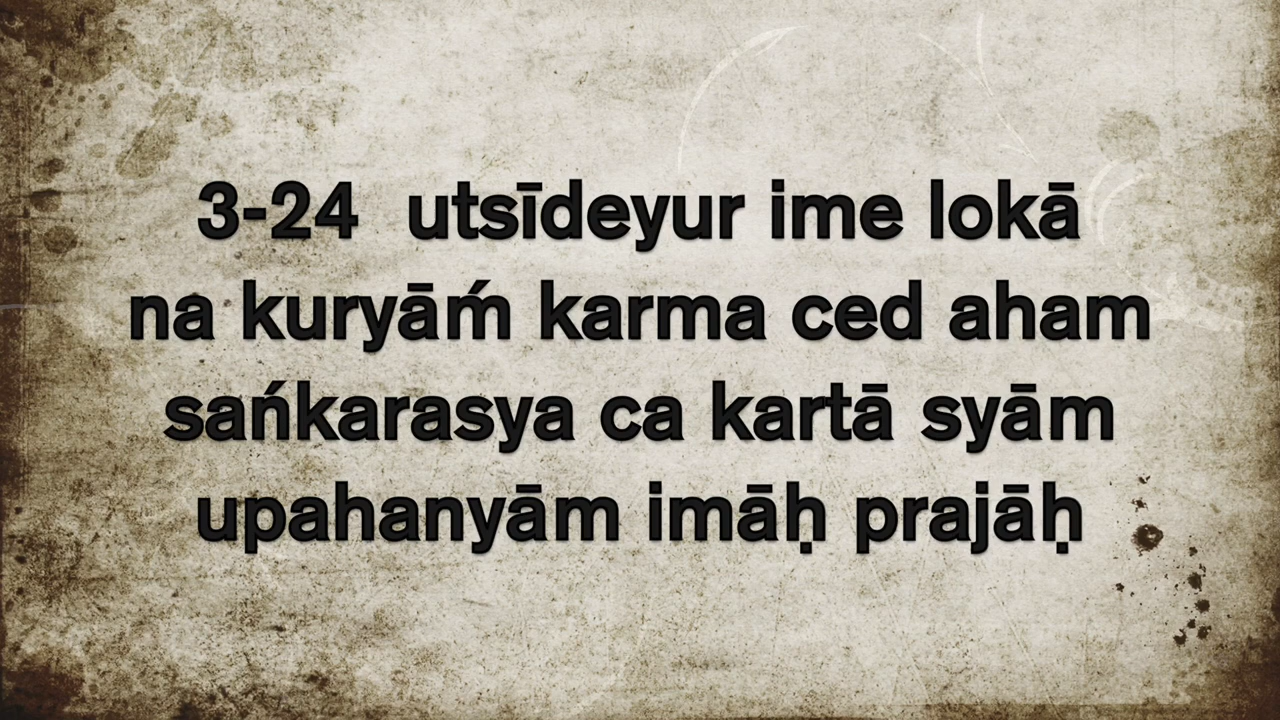 3-24  utsīdeyur ime lokā
na kuryāḿ karma ced aham
sańkarasya ca kartā syām
upahanyām imāḥ prajāḥ